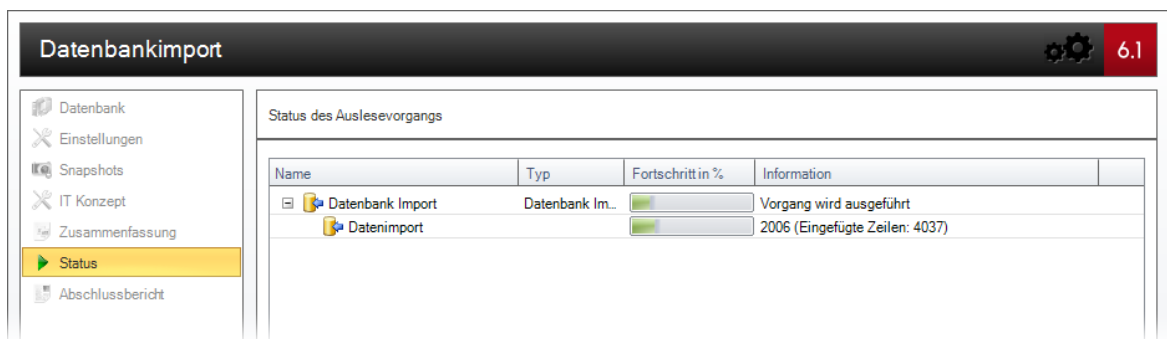 Datenbankimport
6.1
Datenbank
Einstellungen
Snapshots
IT Konzept
Zusammenfassung
Status
Abschlussbericht
Status des Auslesevorgangs
Name Typ Fortschritt in % Information
Datenbank Import Datenbank Im... Vorgang wird ausgeführt
Datenimport 2006 (Eingefügte Zeilen: 4037)